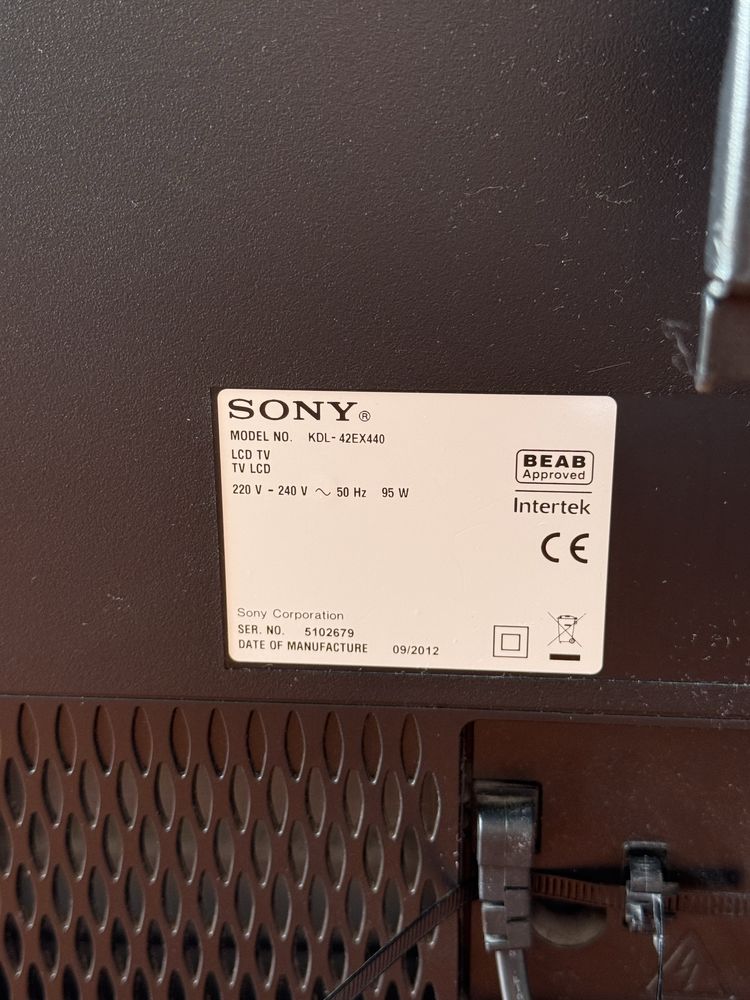 SONY®
MODEL NO. KDL-42EX440
LCD TV
TV LCD
220 V - 240 V ~ 50 Hz 95 W
BEAB
Approved
Intertek
CE
Sony Corporation
SER. NO. 5102679
DATE OF MANUFACTURE 09/2012